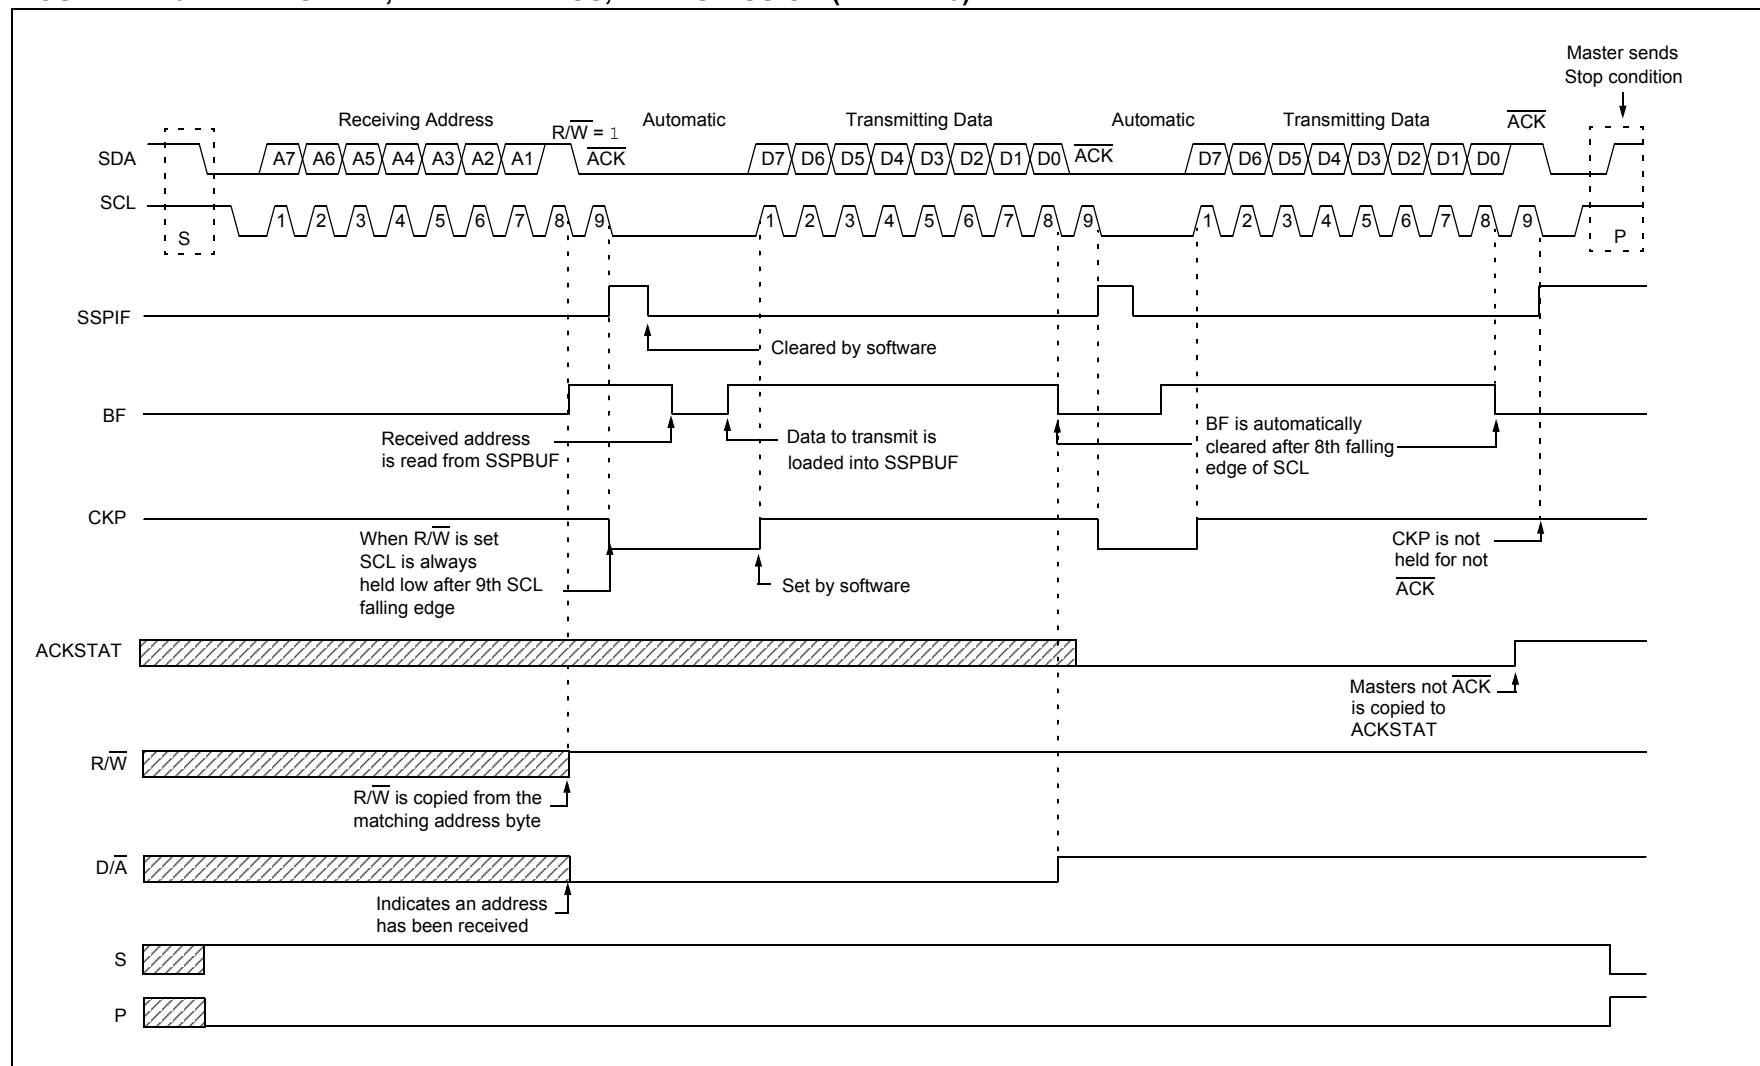 Master sends
Stop condition
Receiving Address
R/W = 1
Automatic
Transmitting Data
Automatic
Transmitting Data
ACK
SDA
A7 A6 A5 A4 A3 A2 A1
ACK
D7 D6 D5 D4 D3 D2 D1 D0
ACK
D7 D6 D5 D4 D3 D2 D1 D0
SCL
1 2 3 4 5 6 7 8 9
1 2 3 4 5 6 7 8 9
1 2 3 4 5 6 7 8 9
S
P
SSPIF
Cleared by software
BF
Received address
is read from SSPBUF
Data to transmit is
loaded into SSPBUF
BF is automatically
cleared after 8th falling
edge of SCL
CKP
When R/W is set
SCL is always
held low after 9th SCL
falling edge
Set by software
CKP is not
held for not
ACK
ACKSTAT
Masters not ACK
is copied to
ACKSTAT
R/W
R/W is copied from the
matching address byte
D/A
Indicates an address
has been received
S
P